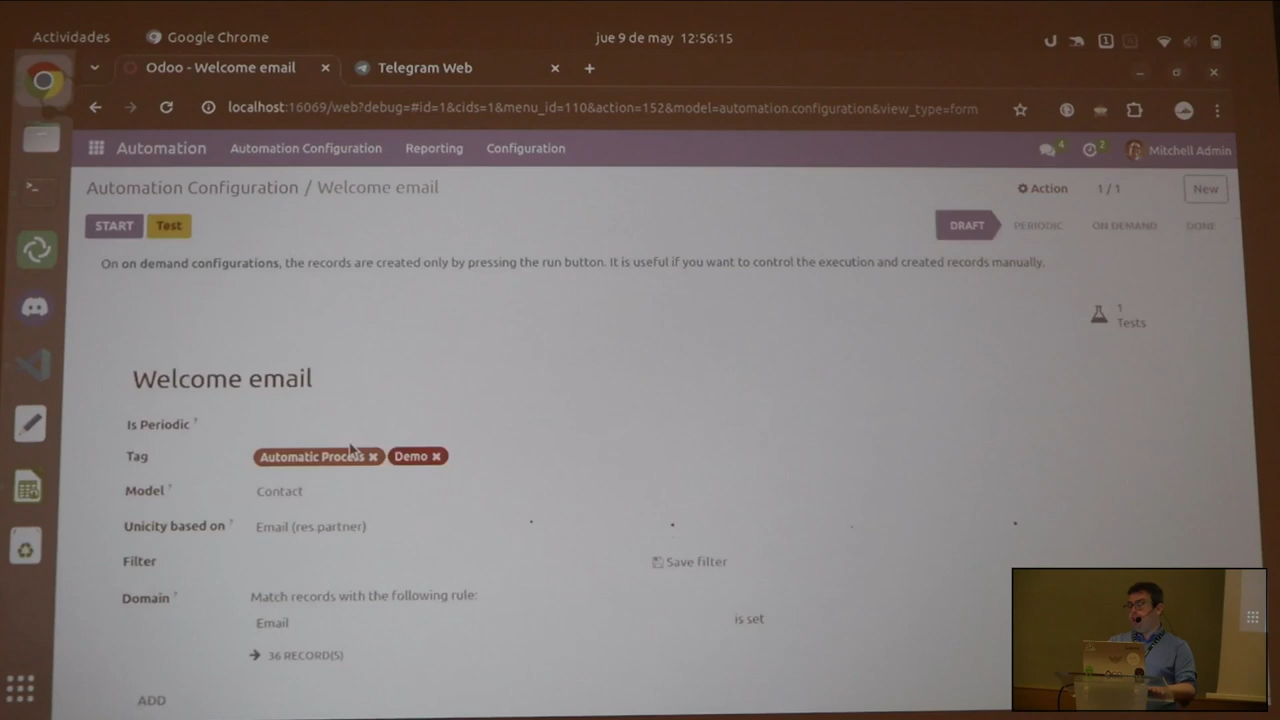 Actividades Google Chrome jue 9 de may 12:56:15
Odoo - Welcome email Telegram Web
localhost:16069/web?debug=#id=1&cids=1&menu_id=110&action=152&model=automation.configuration&view_type=form
Automation Automation Configuration Reporting Configuration 4 2 Mitchell Admin
Automation Configuration / Welcome email Action 1 / 1 New
START Test DRAFT PERIODIC ON DEMAND DONE
On on demand configurations, the records are created only by pressing the run button. It is useful if you want to control the execution and created records manually.
1
Tests
Welcome email
Is Periodic ?
Tag Automatic Process × Demo ×
Model ? Contact
Unicity based on ? Email (res.partner)
Filter Save filter
Domain ? Match records with the following rule:
Email is set
36 RECORD(S)
ADD